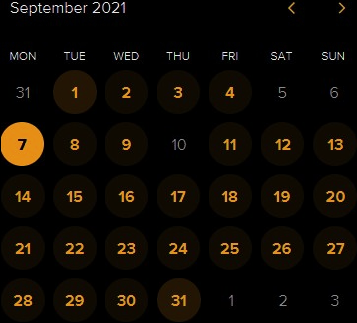 September 2021
MON TUE WED THU FRI SAT SUN
31 1 2 3 4 5 6
7 8 9 10 11 12 13
14 15 16 17 18 19 20
21 22 23 24 25 26 27
28 29 30 31 1 2 3